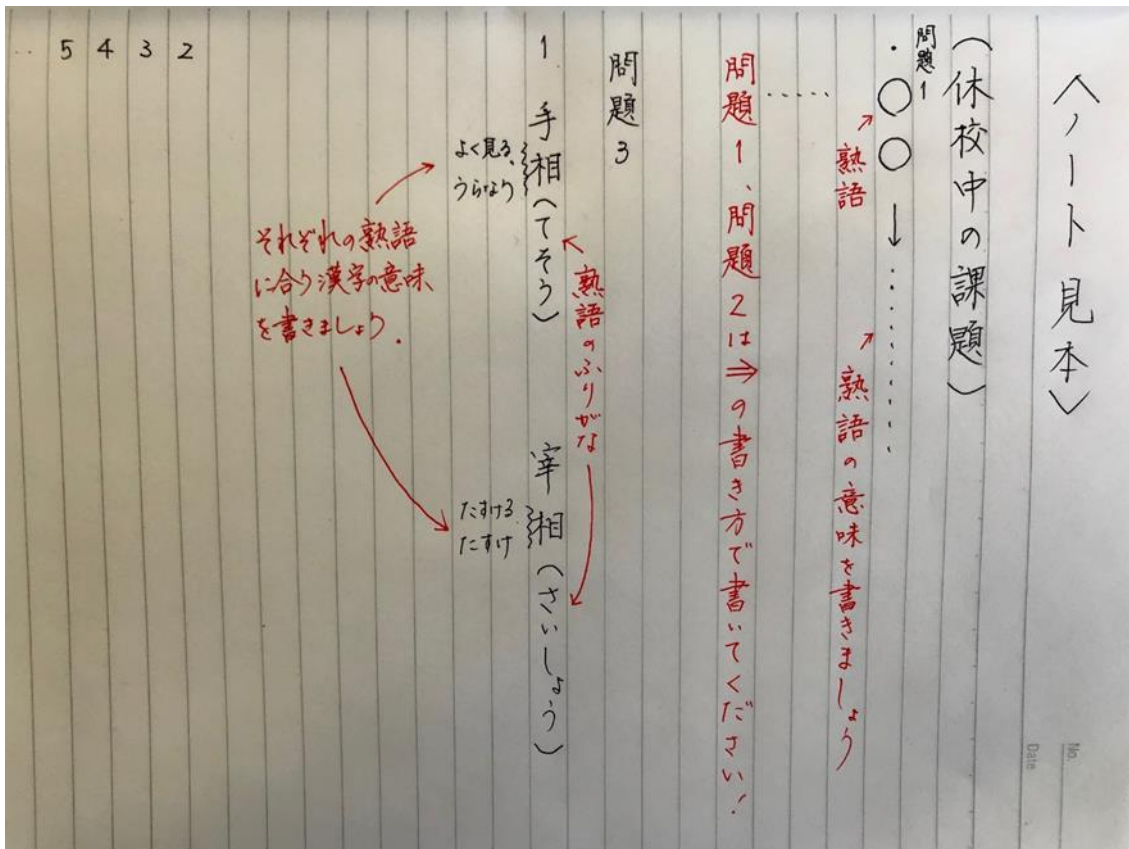 〈ノート見本〉
(休校中の課題)
問題1
・○○→‥‥‥‥‥
熟語
熟語の意味を書きましょう
‥‥‥
問題1、問題2は⇒の書き方で書いてください!
問題3
1 手相(てそう) 宰相(さいしょう)
熟語のふりがな
よく見る、
うらなり
たすける
たすけ
それぞれの熟語
に合う漢字の意味
を書きましょう.
2
3
4
5
‥
No.
Date